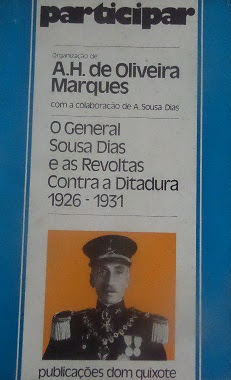 participar
Organização de
A.H. de Oliveira
Marques
com a colaboração de A. Sousa Dias
O General
Sousa Dias
e as Revoltas
Contra a Ditadura
1926 - 1931
publicações dom quixote